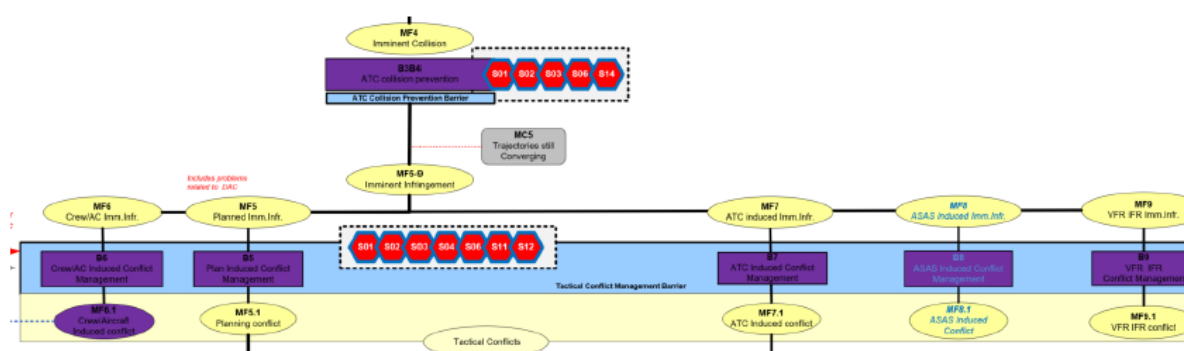 MF4
Imminent Collision
B3B4i
ATC collision prevention
S01 S02 S03 S06 S14
ATC Collision Prevention Barrier
MC5
Trajectories still
Converging
MF5-9
Imminent Infringement
Includes problems
related to DAC
MF6
Crew/AC Imm.Infr.
MF5
Planned Imm.Infr.
MF7
ATC induced Imm.Infr.
MF8
ASAS Induced Imm.Infr.
MF9
VFR IFR Imm.Infr.
S01 S02 S03 S04 S06 S11 S12
B6
Crew/AC Induced Conflict
Management
B5
Plan Induced Conflict
Management
B7
ATC Induced Conflict
Management
B8
ASAS Induced Conflict
Management
B9
VFR IFR
Conflict Management
Tactical Conflict Management Barrier
MF6.1
Crew/Aircraft
Induced conflict
MF5.1
Planning conflict
MF7.1
ATC Induced conflict
MF8.1
ASAS Induced
Conflict
MF9.1
VFR IFR conflict
Tactical Conflicts